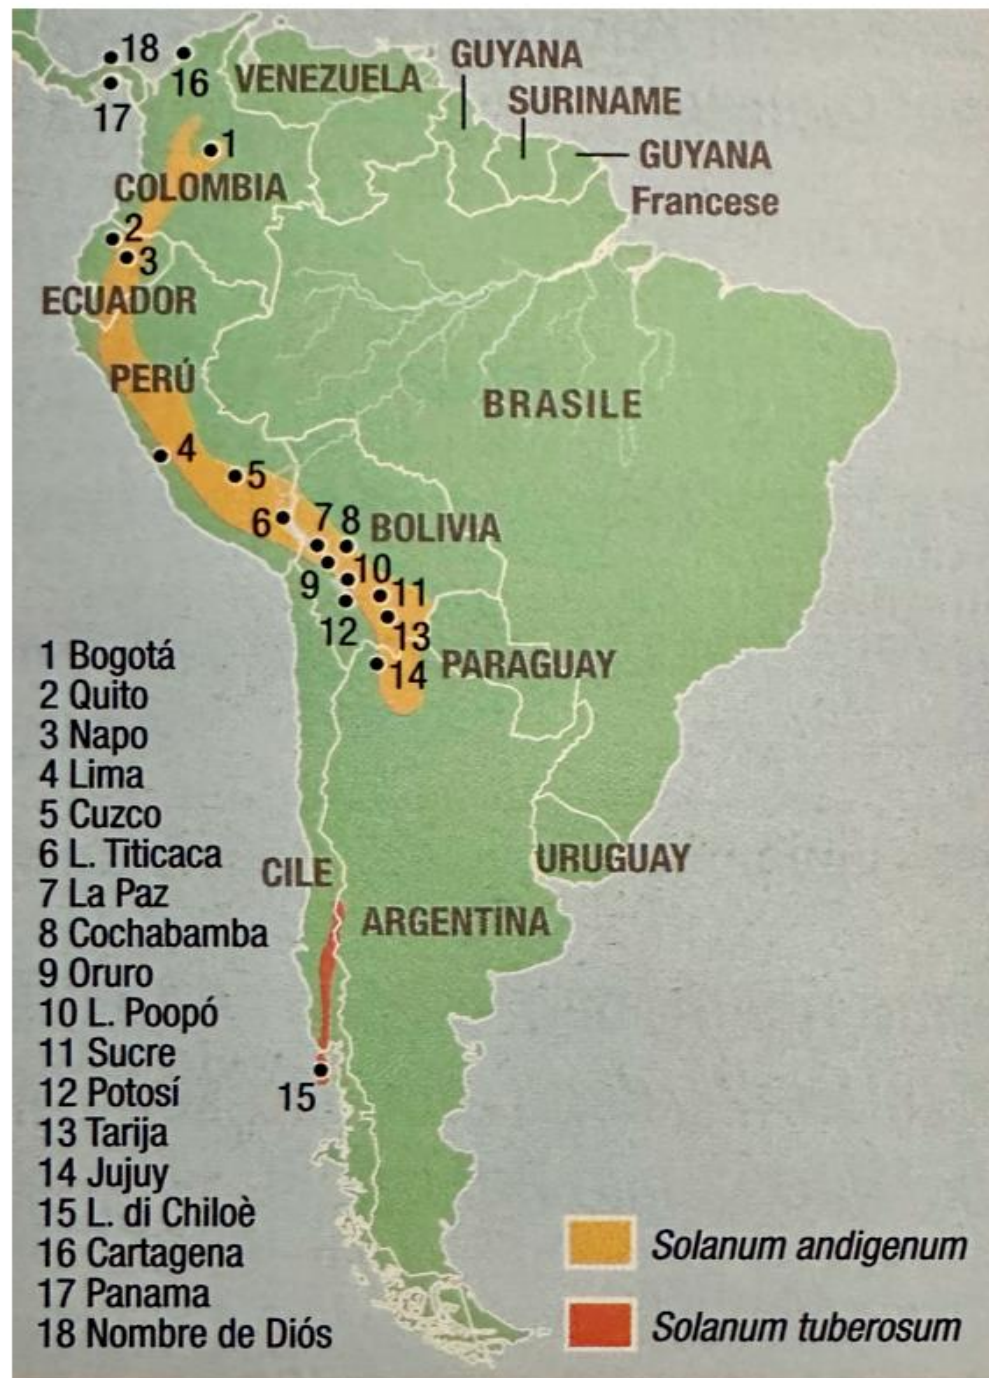 18
16
17
VENEZUELA
GUYANA
SURINAME
GUYANA
Francese
1
COLOMBIA
2
3
ECUADOR
PERÚ
BRASILE
4
5
6
7
8
BOLIVIA
9
10
11
12
13
14
PARAGUAY
CILE
URUGUAY
ARGENTINA
15
1 Bogotá
2 Quito
3 Napo
4 Lima
5 Cuzco
6 L. Titicaca
7 La Paz
8 Cochabamba
9 Oruro
10 L. Poopó
11 Sucre
12 Potosí
13 Tarija
14 Jujuy
15 L. di Chiloè
16 Cartagena
17 Panama
18 Nombre de Diós
Solanum andigenum
Solanum tuberosum